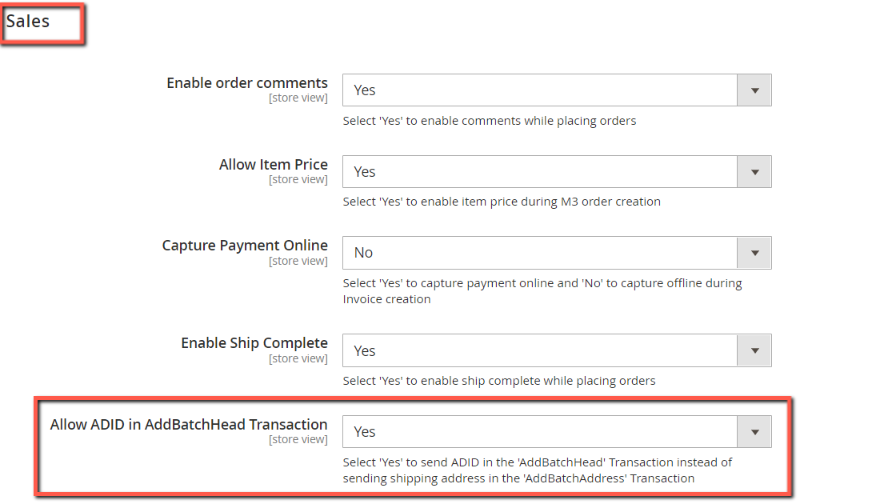 Sales
Enable order comments
[store view]
Yes
Select 'Yes' to enable comments while placing orders
Allow Item Price
[store view]
Yes
Select 'Yes' to enable item price during M3 order creation
Capture Payment Online
[store view]
No
Select 'Yes' to capture payment online and 'No' to capture offline during
Invoice creation
Enable Ship Complete
[store view]
Yes
Select 'Yes' to enable ship complete while placing orders
Allow ADID in AddBatchHead Transaction
[store view]
Yes
Select 'Yes' to send ADID in the 'AddBatchHead' Transaction instead of
sending shipping address in the 'AddBatchAddress' Transaction